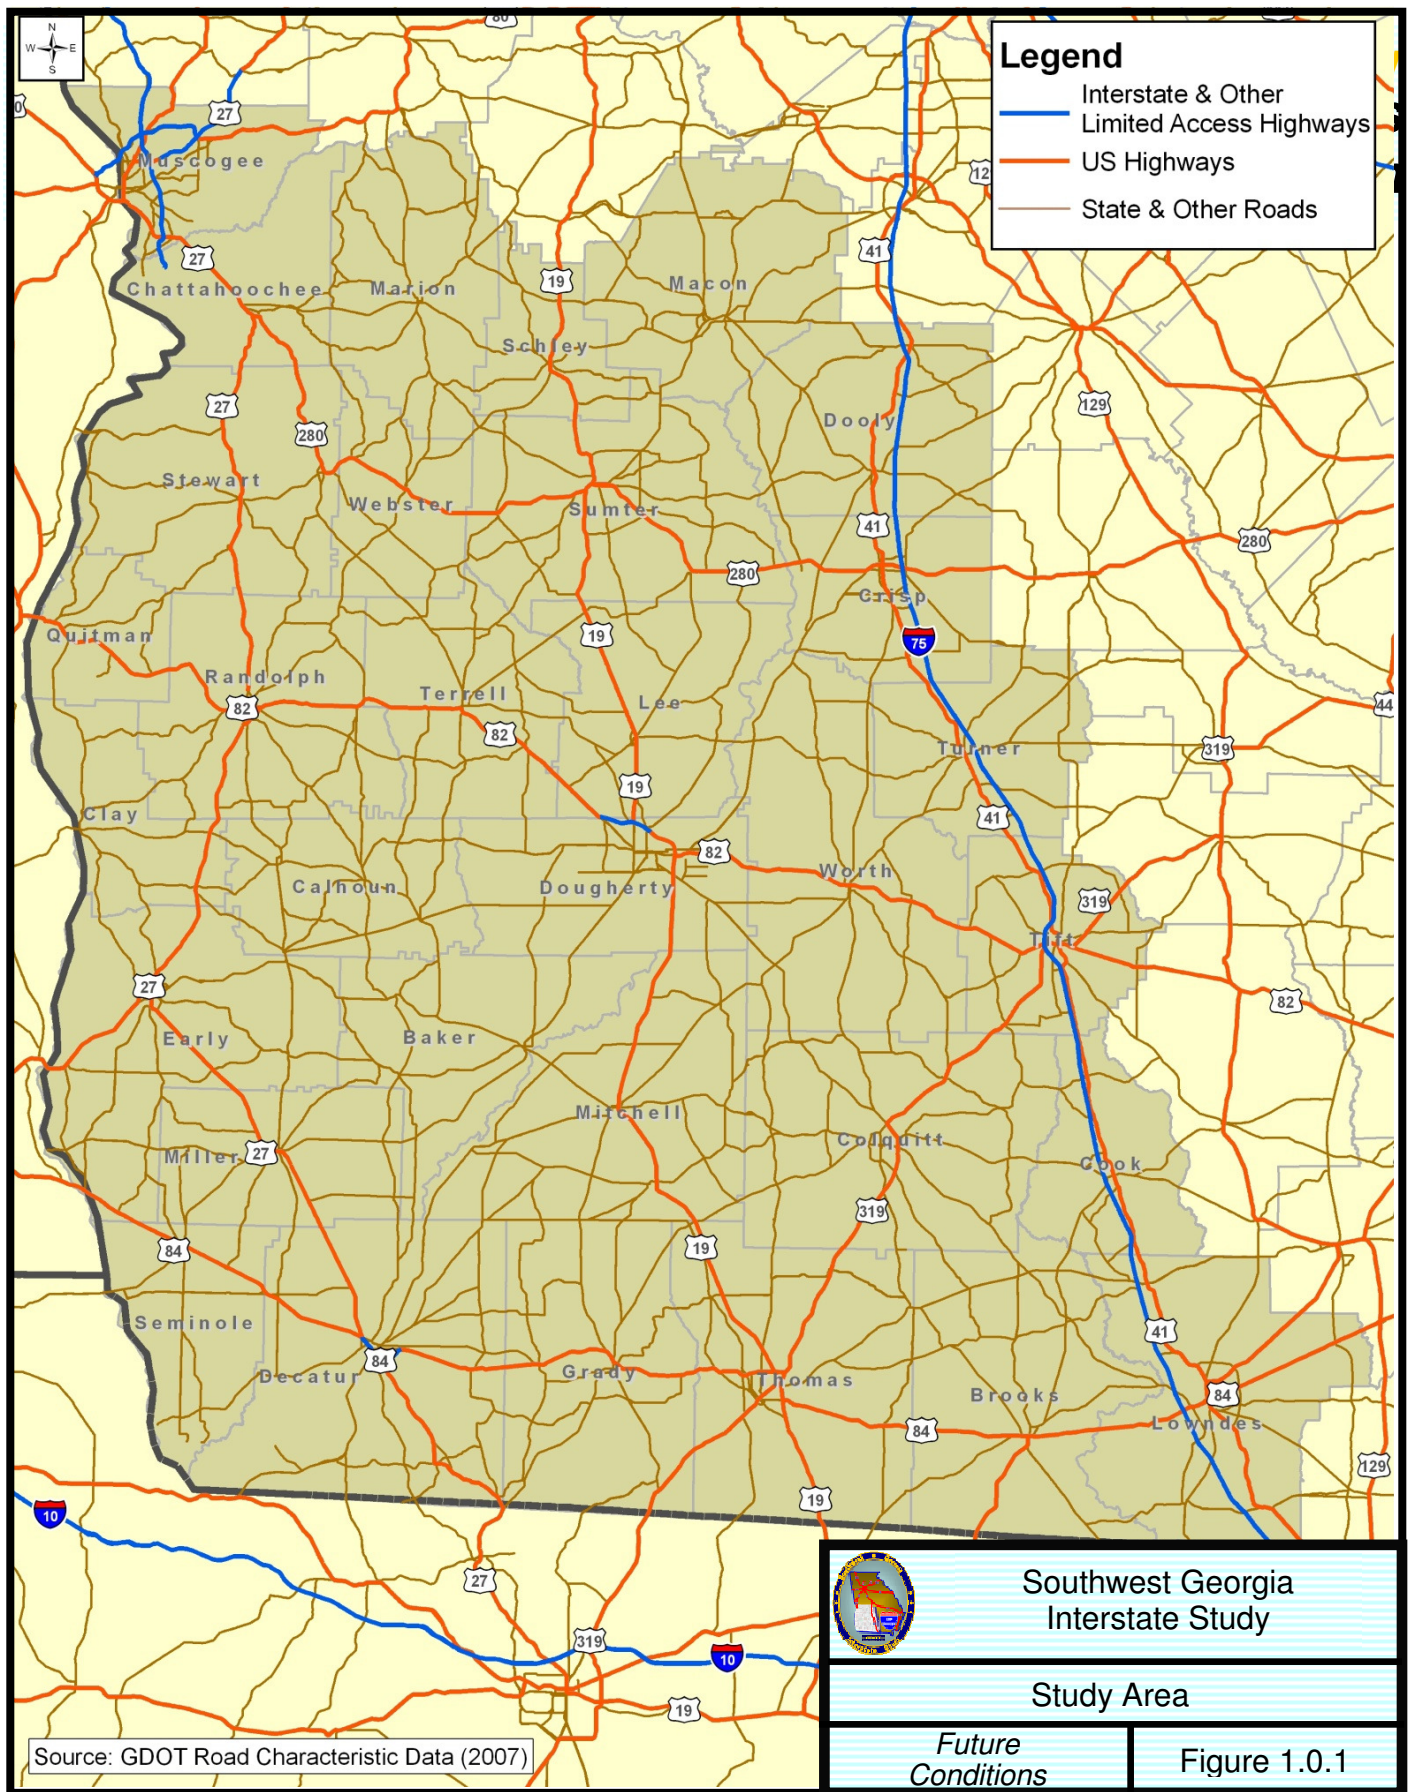 N
W E
S
80
Legend
Interstate & Other
Limited Access Highways
US Highways
State & Other Roads
27
Muscogee
12
41
27
Chattahoochee
Marion
19
Macon
Schley
27
280
129
Dooly
Stewart
Webster
Sumter
41
280
280
Crisp
Quitman
19
75
Randolph
Terrell
Lee
82
82
44
Turner
319
19
Clay
41
82
Worth
Calhoun
Dougherty
319
Tift
27
82
Early
Baker
Mitchell
Colquitt
Miller
27
Cook
319
84
19
Seminole
41
84
Decatur
Grady
Thomas
Brooks
84
84
Lowndes
129
19
10
27
319
10
19
Source: GDOT Road Characteristic Data (2007)
Southwest Georgia
Interstate Study
Study Area
Future
Conditions
Figure 1.0.1